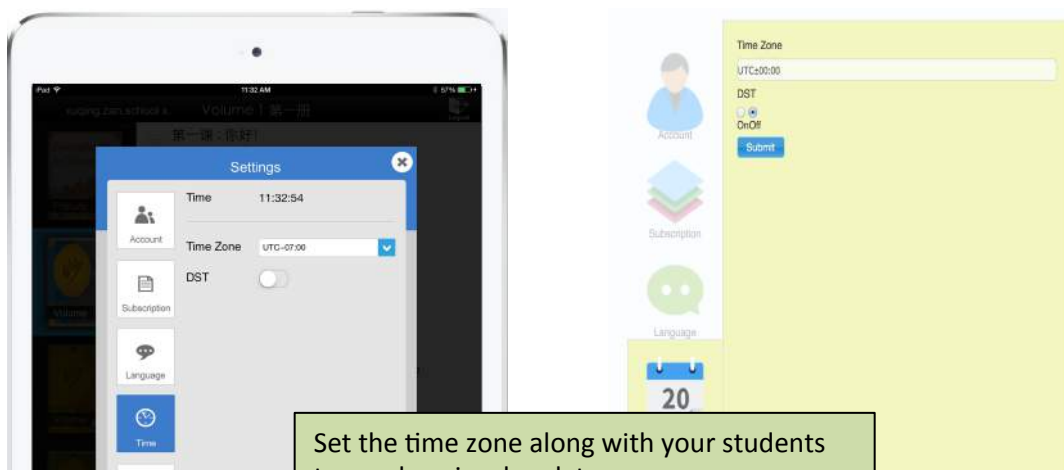 iPad
11:32 AM
57%
Volume | 第一册
Logout
第一课：你好！
Settings
Time
11:32:54
Account
Time Zone
UTC-07:00
DST
Subscription
Volume
Language
Time
Time Zone
UTC±00:00
DST
OnOff
Submit
Account
Subscription
Language
20
Set the time zone along with your students